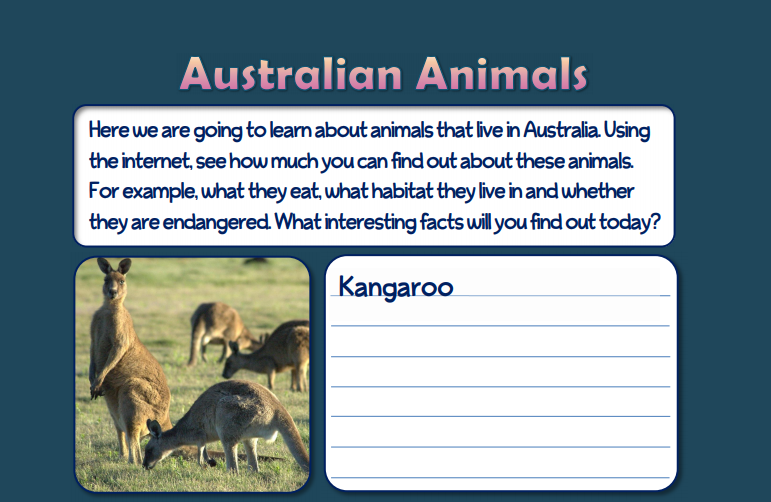 Australian Animals
Here we are going to learn about animals that live in Australia. Using
the internet, see how much you can find out about these animals.
For example, what they eat, what habitat they live in and whether
they are endangered. What interesting facts will you find out today?
Kangaroo